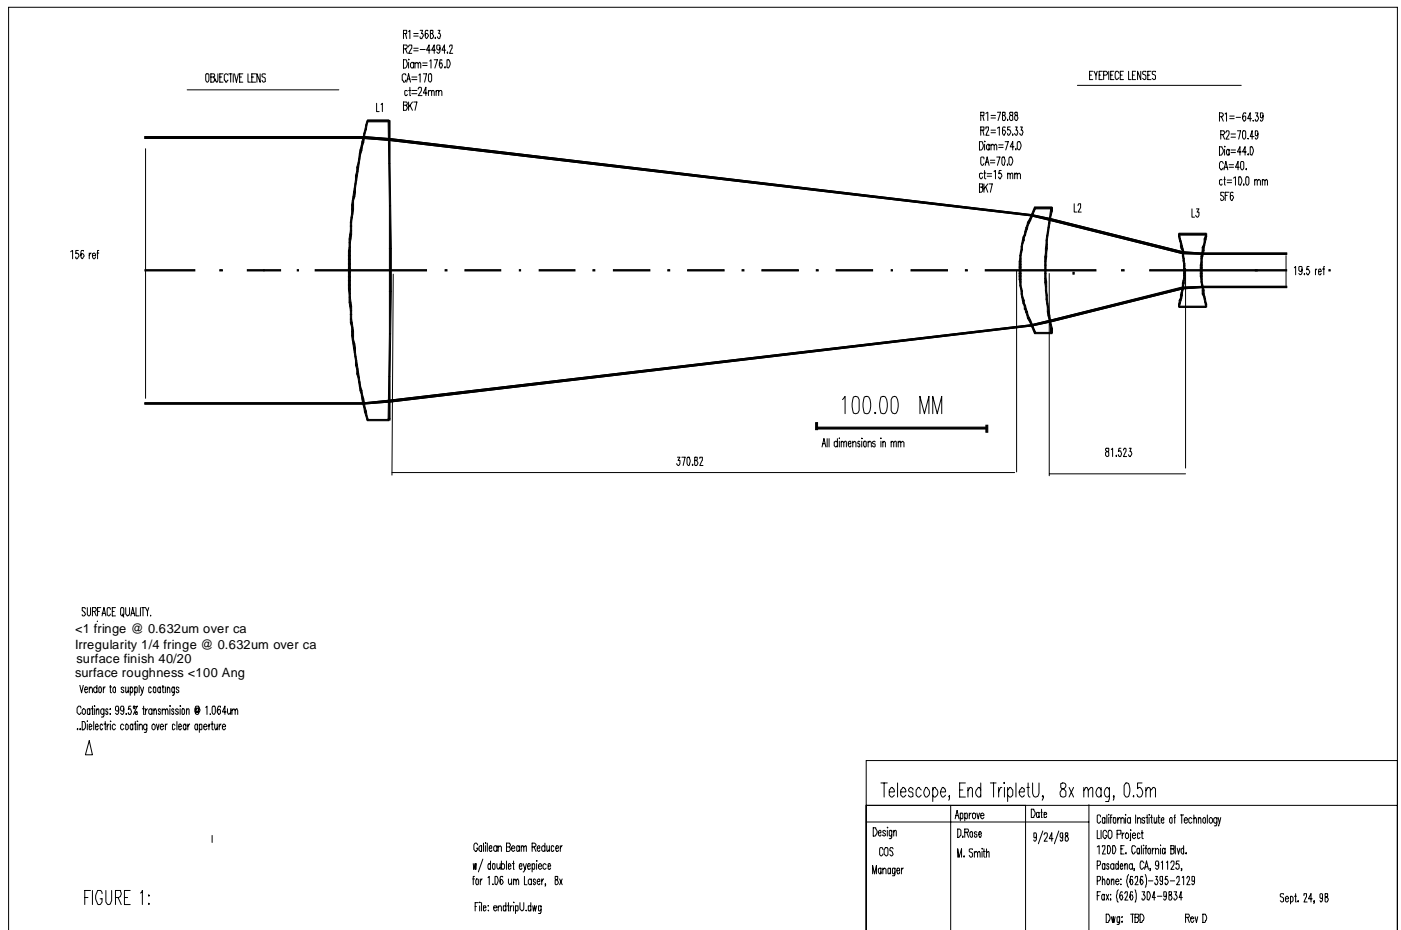 R1=368.3
R2=-4494.2
Diam=176.0
CA=170
ct=24mm
BK7
OBJECTIVE LENS
L1
EYEPIECE LENSES
R1=78.88
R2=165.33
Diam=74.0
CA=70.0
ct=15 mm
BK7
L2
R1=-64.39
R2=70.49
Dia=44.0
CA=40.
ct=10.0 mm
SF6
L3
156 ref
19.5 ref
100.00 MM
All dimensions in mm
370.82
81.523
SURFACE QUALITY.
<1 fringe @ 0.632um over ca
Irregularity 1/4 fringe @ 0.632um over ca
surface finish 40/20
surface roughness <100 Ang
Vendor to supply coatings
Coatings: 99.5% transmission @ 1.064um
..Dielectric coating over clear aperture
Galilean Beam Reducer
w/ doublet eyepiece
for 1.06 um Laser, 8x
File: endtripU.dwg
FIGURE 1:
Telescope, End TripletU, 8x mag, 0.5m
Approve
Date
Design
COS
Manager
D.Rose
M. Smith
9/24/98
California Institute of Technology
LIGO Project
1200 E. California Blvd.
Pasadena, CA, 91125,
Phone: (626)-395-2129
Fax: (626) 304-9834
Sept. 24, 98
Dwg: TBD Rev D